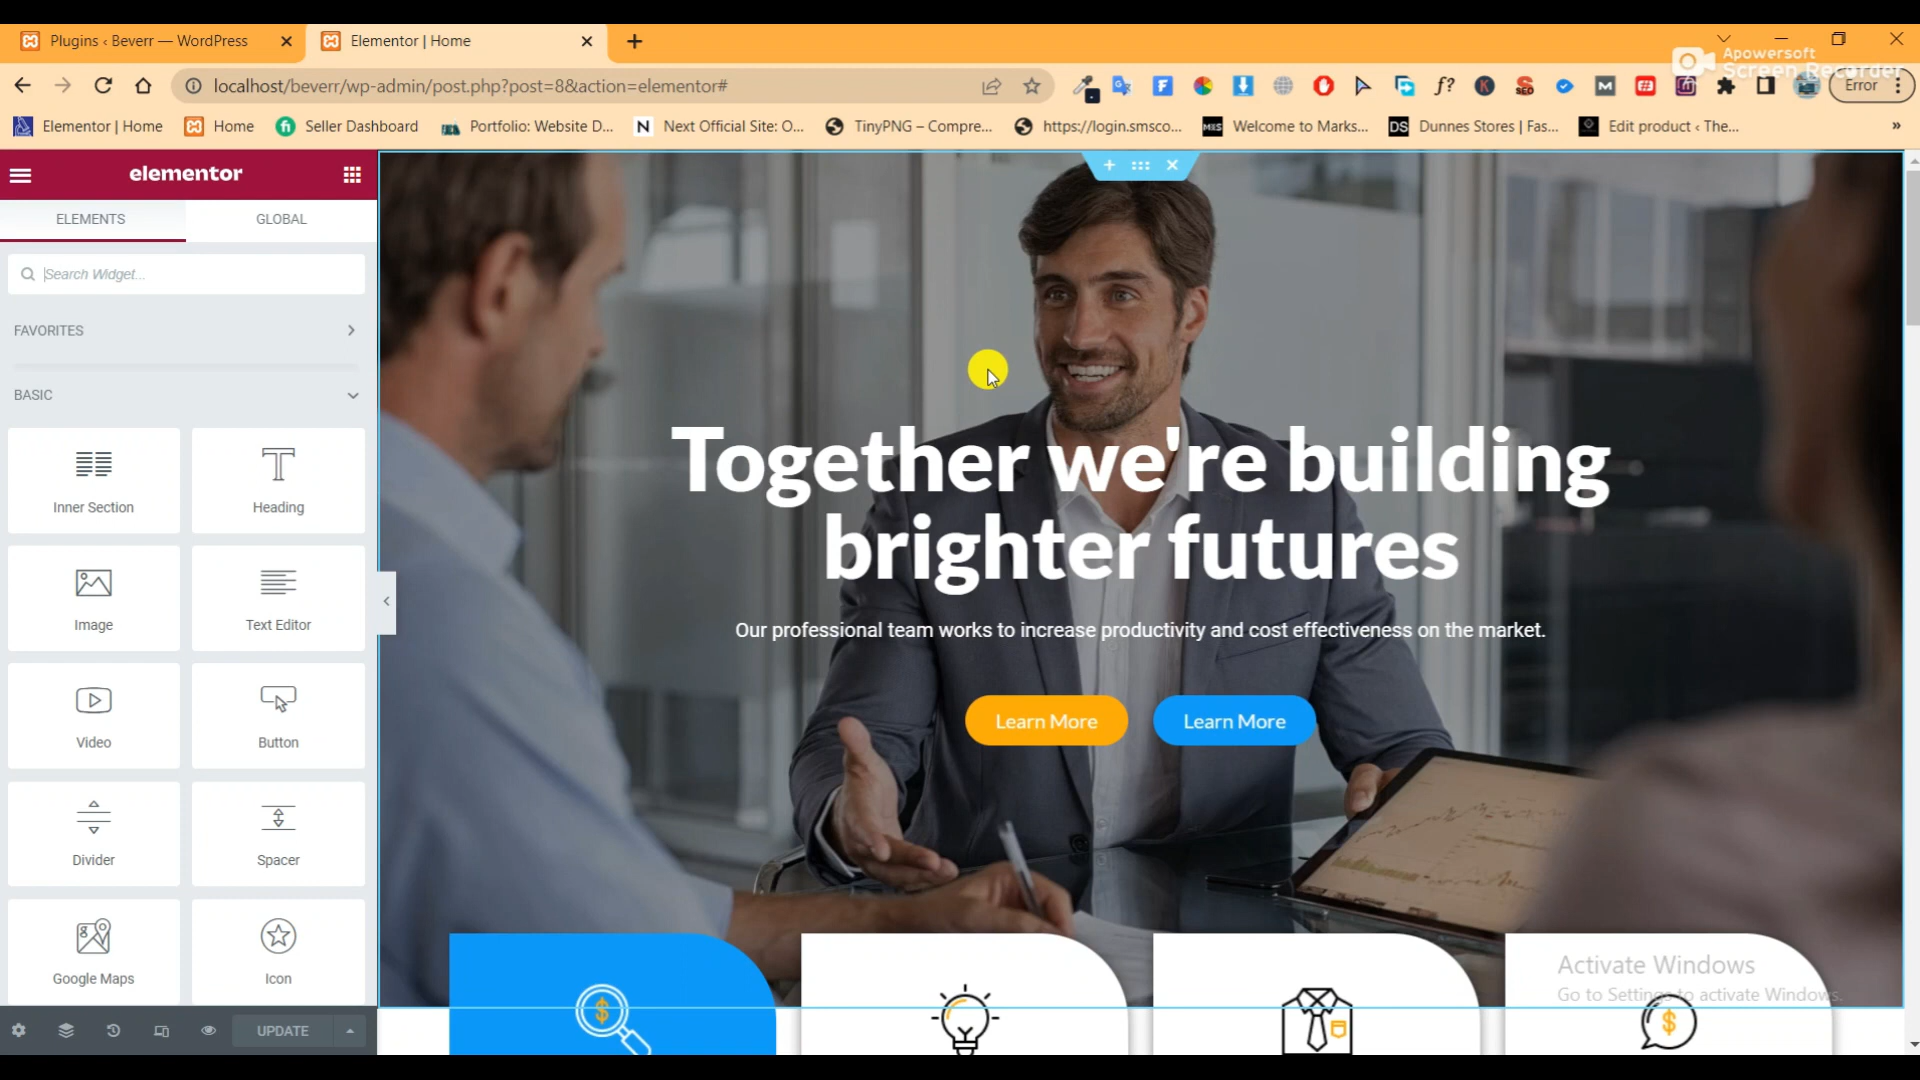 Plugins ‹ Beverr — WordPress
Elementor | Home
Apowersoft
Screen Recorder
localhost/beverr/wp-admin/post.php?post=8&action=elementor#
Error
Elementor | Home
Home
Seller Dashboard
Portfolio: Website D...
Next Official Site: O...
TinyPNG – Compre...
https://login.smsco...
Welcome to Marks...
Dunnes Stores | Fas...
Edit product ‹ The...
elementor
ELEMENTS
GLOBAL
Search Widget...
FAVORITES
BASIC
Inner Section
Heading
Image
Text Editor
Video
Button
Divider
Spacer
Google Maps
Icon
UPDATE
Together we're building
brighter futures
Our professional team works to increase productivity and cost effectiveness on the market.
Learn More
Learn More
Activate Windows
Go to Settings to activate Windows.